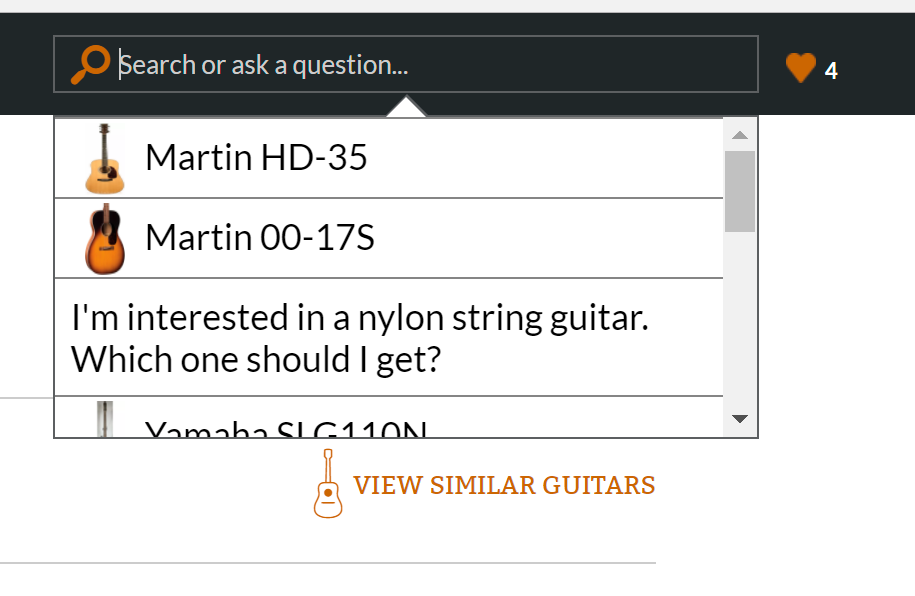 Search or ask a question...
4
Martin HD-35
Martin 00-17S
I'm interested in a nylon string guitar.
Which one should I get?
Yamaha SLG110N
VIEW SIMILAR GUITARS